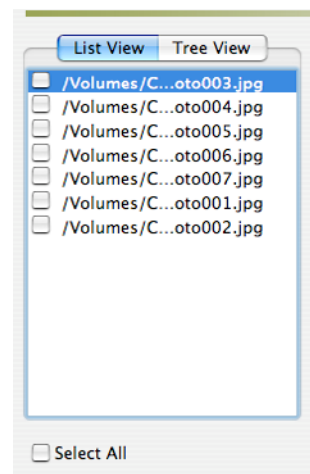 List View Tree View
/Volumes/C...oto003.jpg
/Volumes/C...oto004.jpg
/Volumes/C...oto005.jpg
/Volumes/C...oto006.jpg
/Volumes/C...oto007.jpg
/Volumes/C...oto001.jpg
/Volumes/C...oto002.jpg
Select All